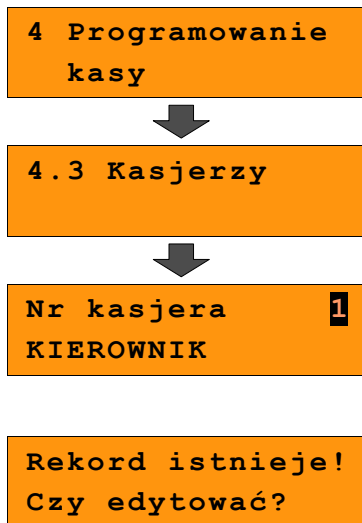 4 Programowanie
kasy
4.3 Kasjerzy
Nr kasjera 1
KIEROWNIK
Rekord istnieje!
Czy edytować?